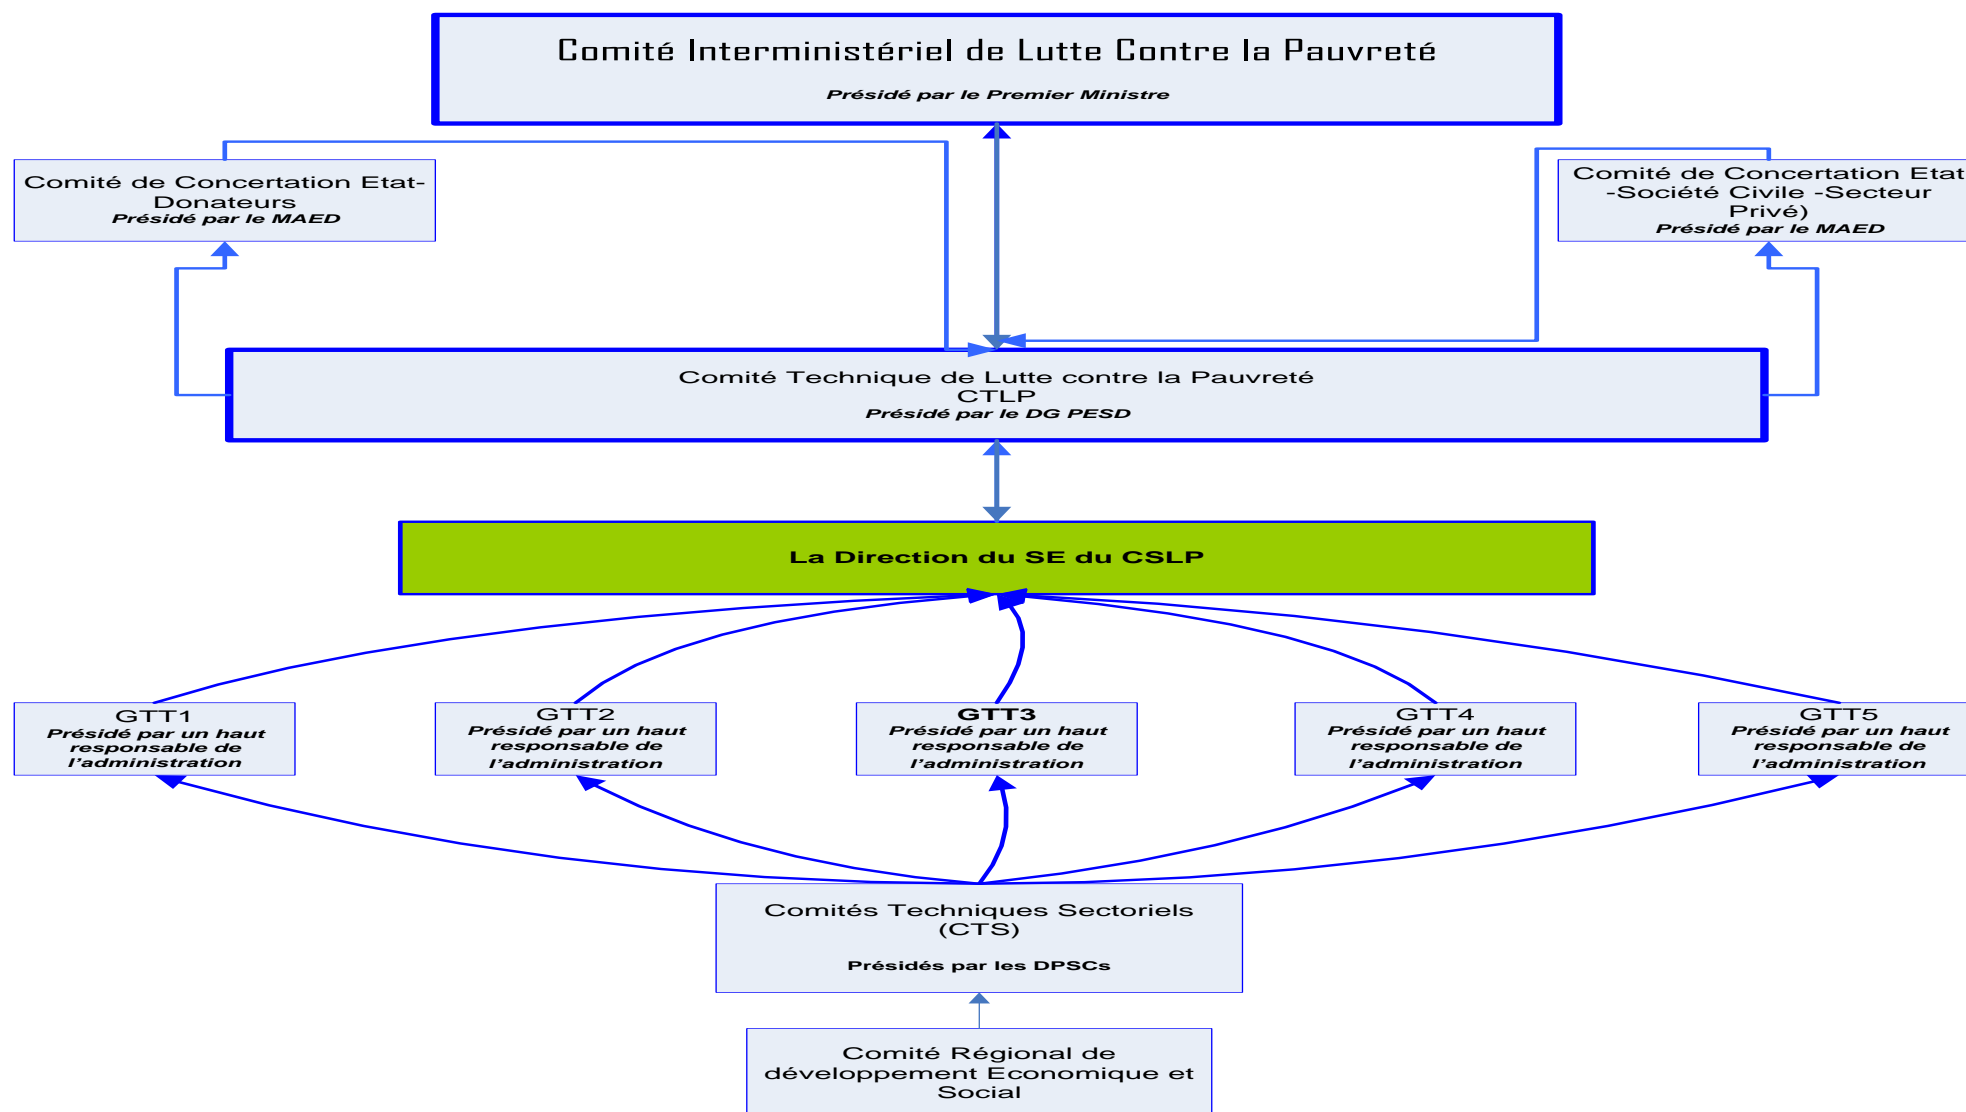 Comité Interministériel de Lutte Contre la Pauvreté
Présidé par le Premier Ministre
Comité de Concertation Etat-
Donateurs
Présidé par le MAED
Comité de Concertation Etat
-Société Civile -Secteur
Privé)
Présidé par le MAED
Comité Technique de Lutte contre la Pauvreté
CTLP
Présidé par le DG PESD
La Direction du SE du CSLP
GTT1
Présidé par un haut
responsable de
l’administration
GTT2
Présidé par un haut
responsable de
l’administration
GTT3
Présidé par un haut
responsable de
l’administration
GTT4
Présidé par un haut
responsable de
l’administration
GTT5
Présidé par un haut
responsable de
l’administration
Comités Techniques Sectoriels
(CTS)
Présidés par les DPSCs
Comité Régional de
développement Economique et
Social